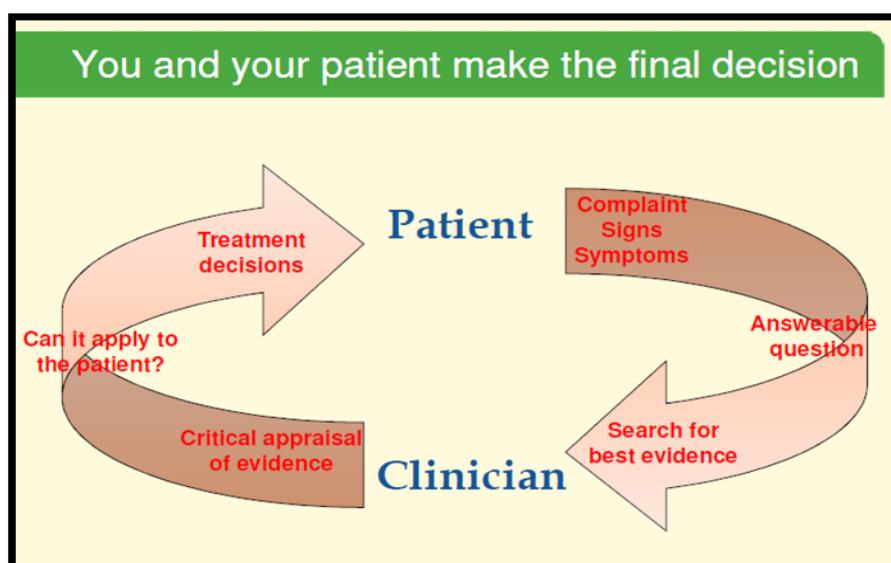 You and your patient make the final decision
Patient
Complaint
Signs
Symptoms
Answerable
question
Search for
best evidence
Clinician
Critical appraisal
of evidence
Can it apply to
the patient?
Treatment
decisions